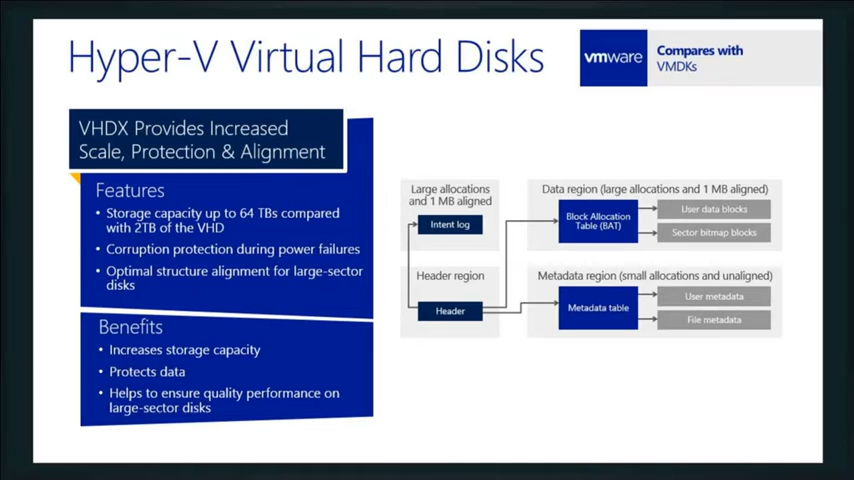 Hyper-V Virtual Hard Disks
vmware
Compares with
VMDKs
VHDX Provides Increased
Scale, Protection & Alignment
Features
• Storage capacity up to 64 TBs compared
with 2TB of the VHD
• Corruption protection during power failures
• Optimal structure alignment for large-sector
disks
Benefits
• Increases storage capacity
• Protects data
• Helps to ensure quality performance on
large-sector disks
Large allocations
and 1 MB aligned
Intent log
Header region
Header
Data region (large allocations and 1 MB aligned)
Block Allocation
Table (BAT)
User data blocks
Sector bitmap blocks
Metadata region (small allocations and unaligned)
Metadata table
User metadata
File metadata